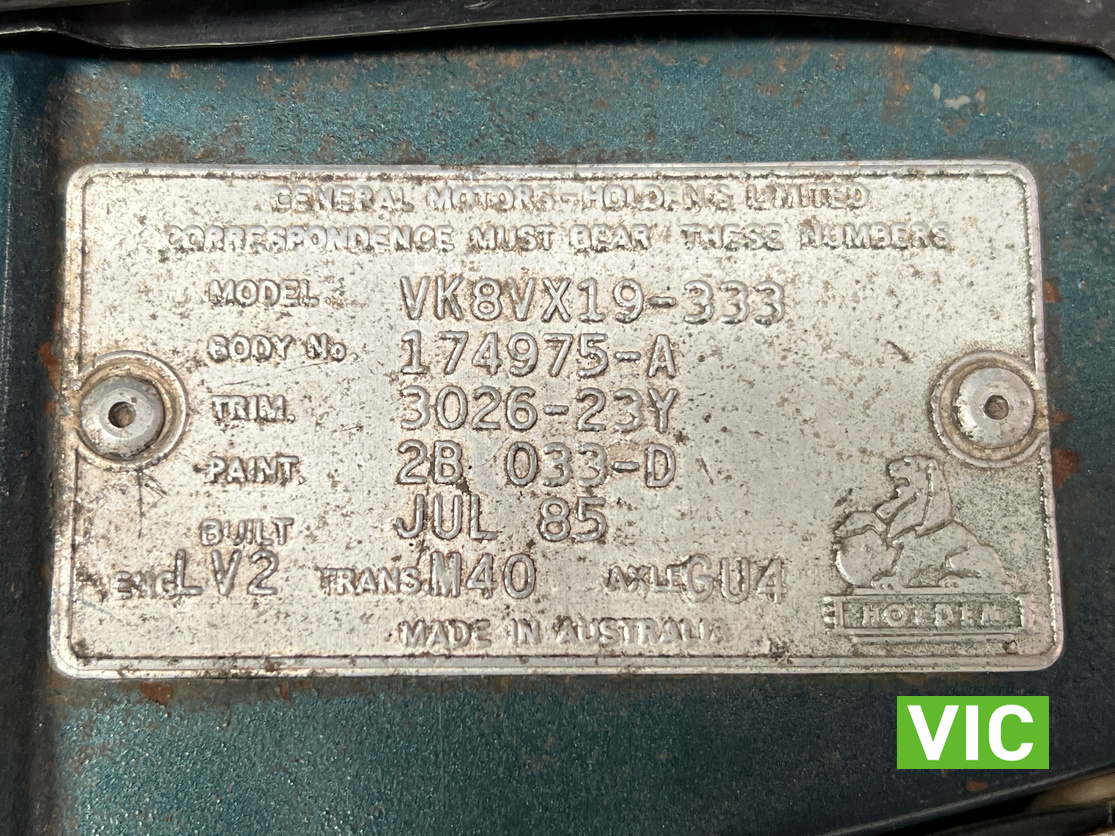 GENERAL MOTORS-HOLDEN'S LIMITED
CORRESPONDENCE MUST BEAR THESE NUMBERS
MODEL. VK8VX19-333
BODY No. 174975-A
TRIM. 3026-23Y
PAINT. 2B 033-D
BUILT JUL 85
ENG LV2 TRANS. M40 AXLE GU4
HOLDEN
MADE IN AUSTRALIA
VIC